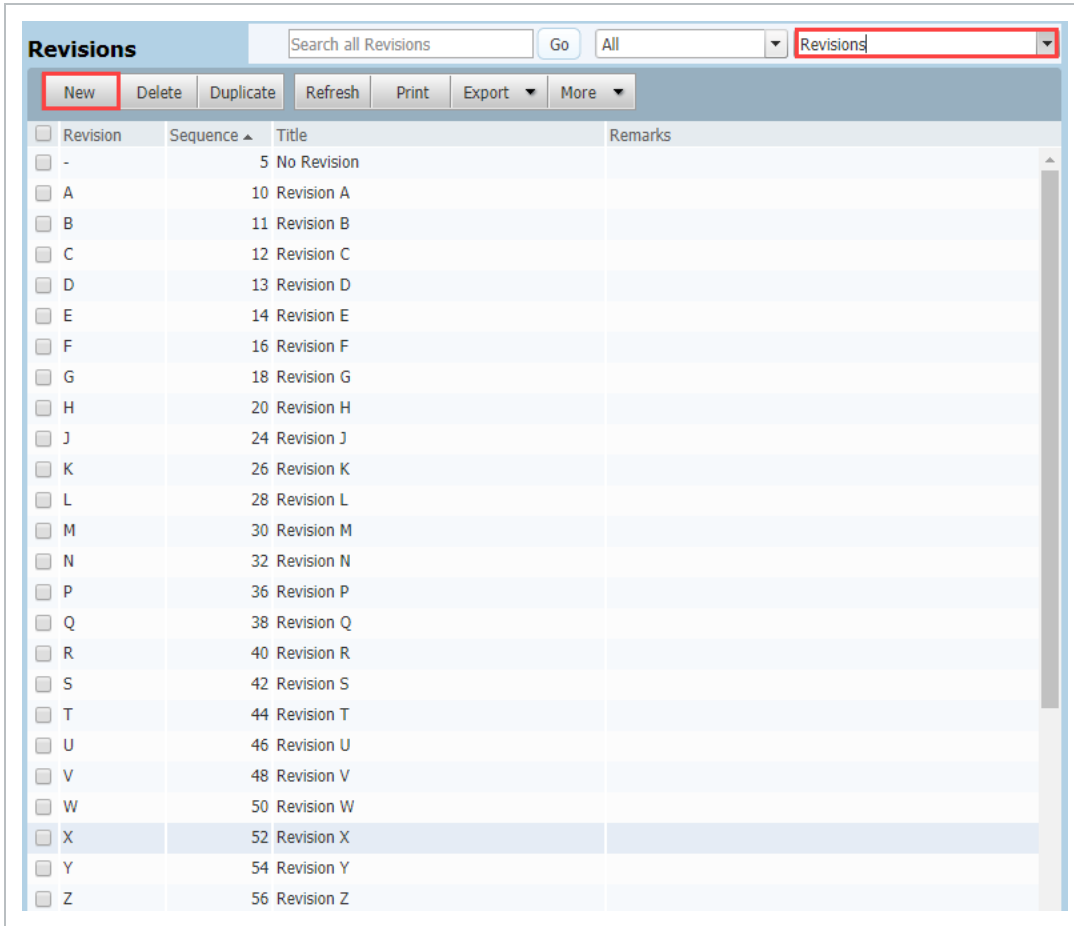 Revisions Search all Revisions Go All Revisions
New Delete Duplicate Refresh Print Export More
Revision Sequence Title Remarks
- 5 No Revision
A 10 Revision A
B 11 Revision B
C 12 Revision C
D 13 Revision D
E 14 Revision E
F 16 Revision F
G 18 Revision G
H 20 Revision H
J 24 Revision J
K 26 Revision K
L 28 Revision L
M 30 Revision M
N 32 Revision N
P 36 Revision P
Q 38 Revision Q
R 40 Revision R
S 42 Revision S
T 44 Revision T
U 46 Revision U
V 48 Revision V
W 50 Revision W
X 52 Revision X
Y 54 Revision Y
Z 56 Revision Z